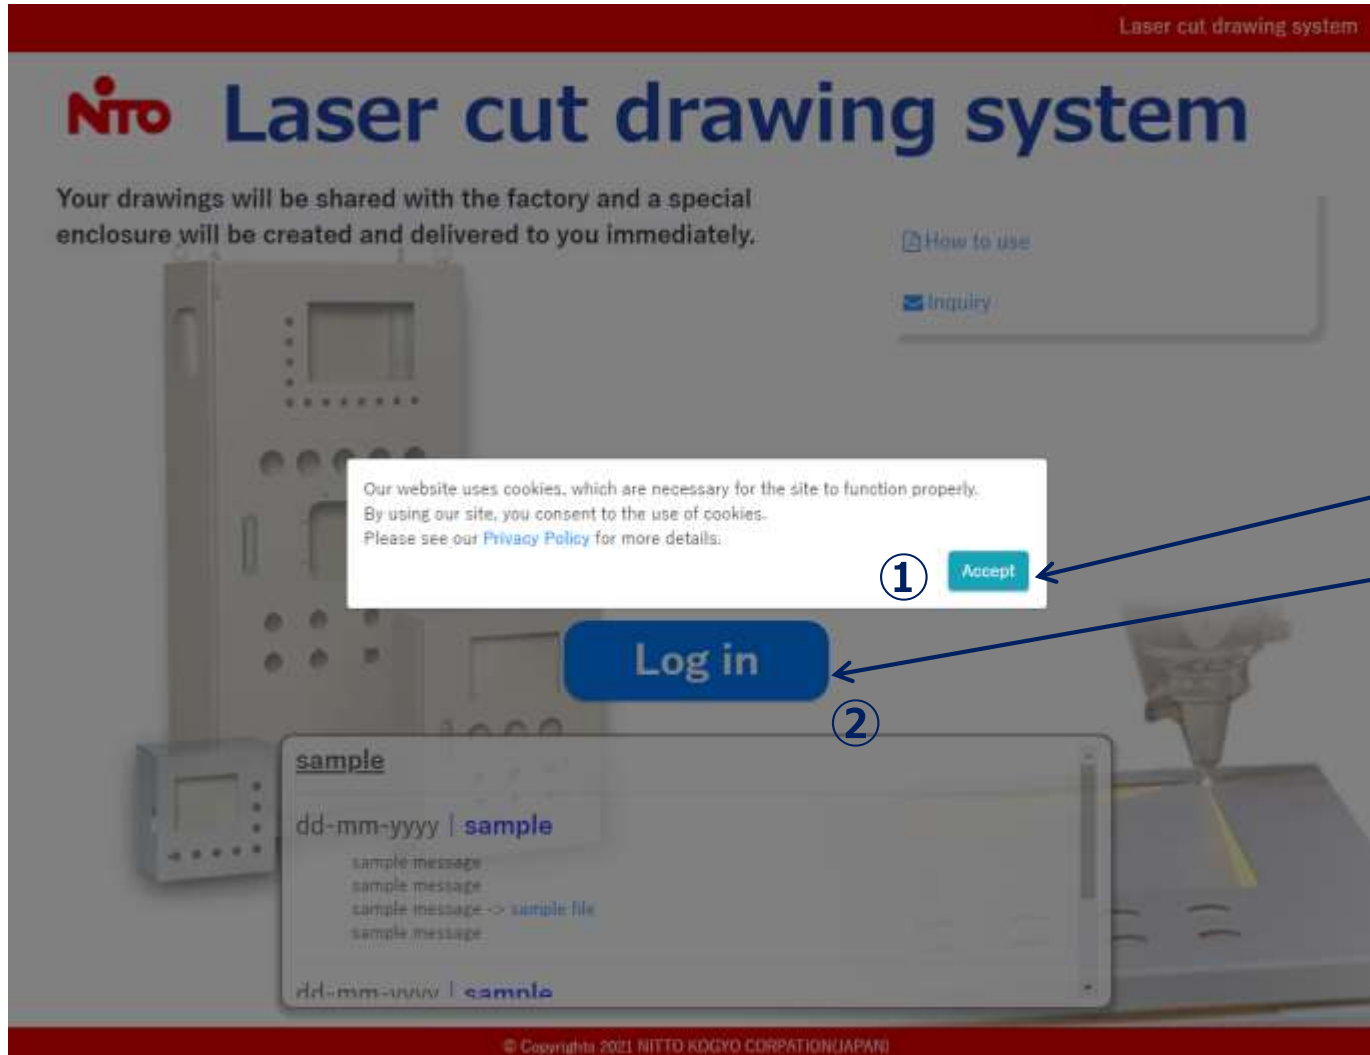 Laser cut drawing system
NITO Laser cut drawing system
Your drawings will be shared with the factory and a special
enclosure will be created and delivered to you immediately.
How to use
Inquiry
Our website uses cookies, which are necessary for the site to function properly.
By using our site, you consent to the use of cookies.
Please see our Privacy Policy for more details.
① Accept
Log in
②
sample
dd-mm-yyyy | sample
sample message
sample message
sample message -> sample file
sample message
dd-mm-yyyy | sample
© Copyrights 2021 NITTO KOGYO CORPATION(JAPAN)